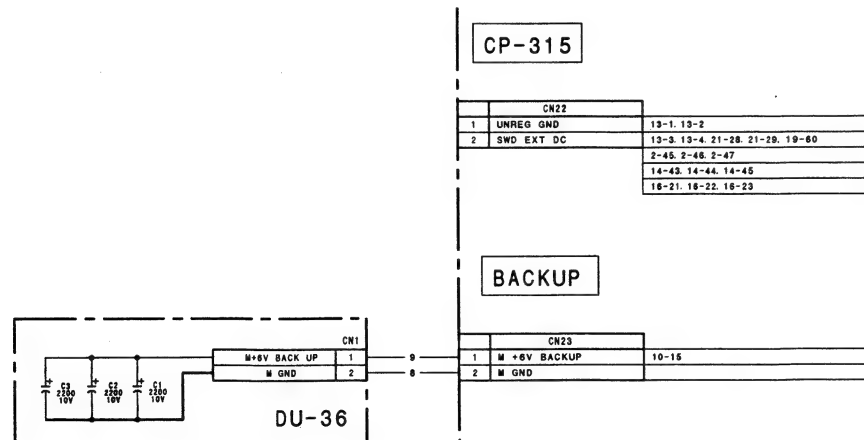 CP-315
CN22
1 UNREG GND 13-1. 13-2
2 SWD EXT DC 13-3. 13-4. 21-28. 21-29. 19-60
2-45. 2-46. 2-47
14-43. 14-44. 14-45
16-21. 16-22. 16-23
BACKUP
CN1
M+6V BACK UP 1 9
M GND 2 8
CN23
1 M +6V BACKUP 10-15
2 M GND
C3 2200 10V
C2 2200 10V
C1 2200 10V
DU-36